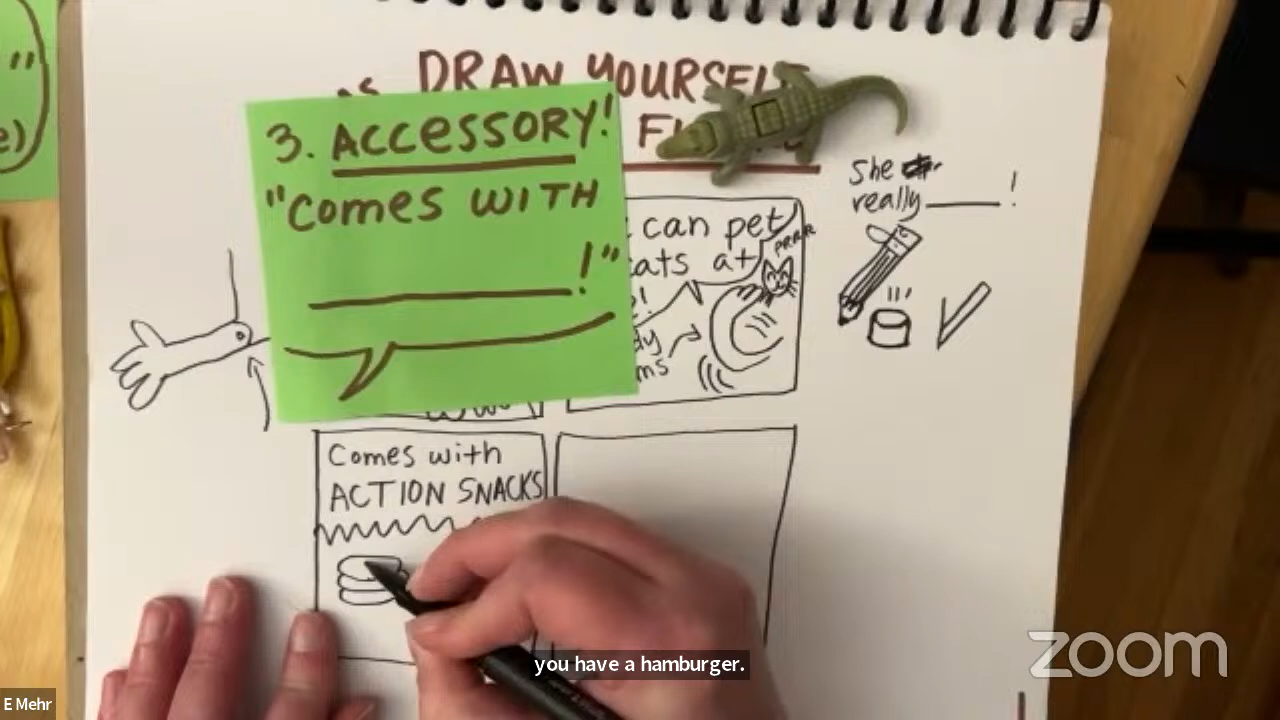 DRAW YOURSELF
3. ACCESSORY!
"COMES WITH
!"
"
e)
can pet
cats at
PRRR
She
really !
Comes with
ACTION SNACKS
you have a hamburger.
zoom
E Mehr